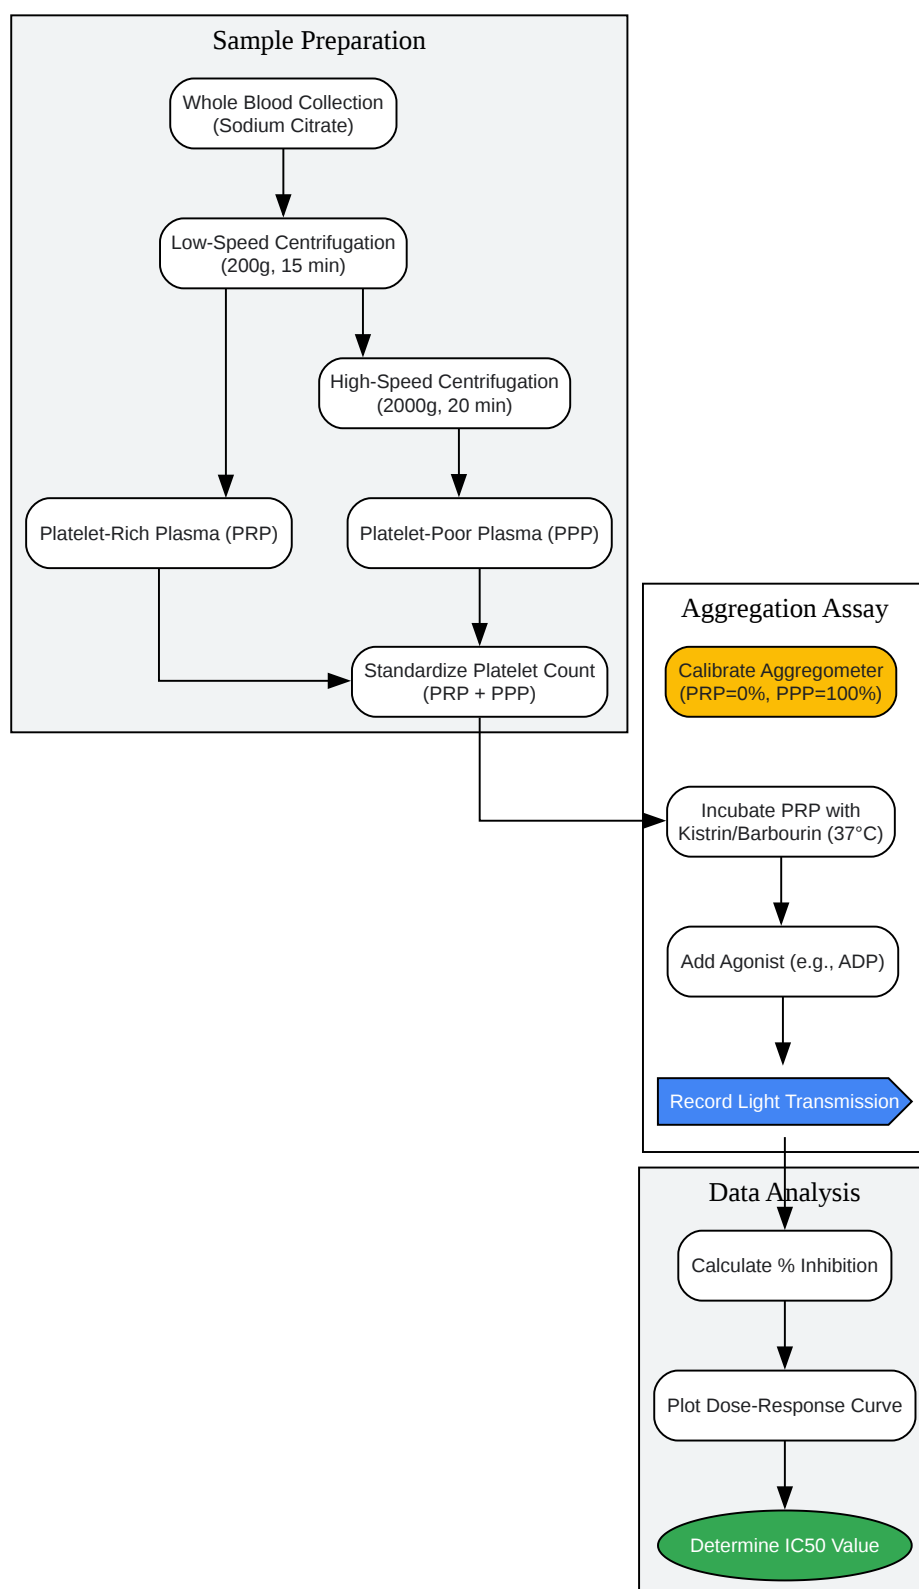 Sample Preparation
Whole Blood Collection
(Sodium Citrate)
Low-Speed Centrifugation
(200g, 15 min)
High-Speed Centrifugation
(2000g, 20 min)
Platelet-Rich Plasma (PRP)
Platelet-Poor Plasma (PPP)
Standardize Platelet Count
(PRP + PPP)
Aggregation Assay
Calibrate Aggregometer
(PRP=0%, PPP=100%)
Incubate PRP with
Kistrin/Barbourin (37°C)
Add Agonist (e.g., ADP)
Record Light Transmission
Data Analysis
Calculate % Inhibition
Plot Dose-Response Curve
Determine IC50 Value